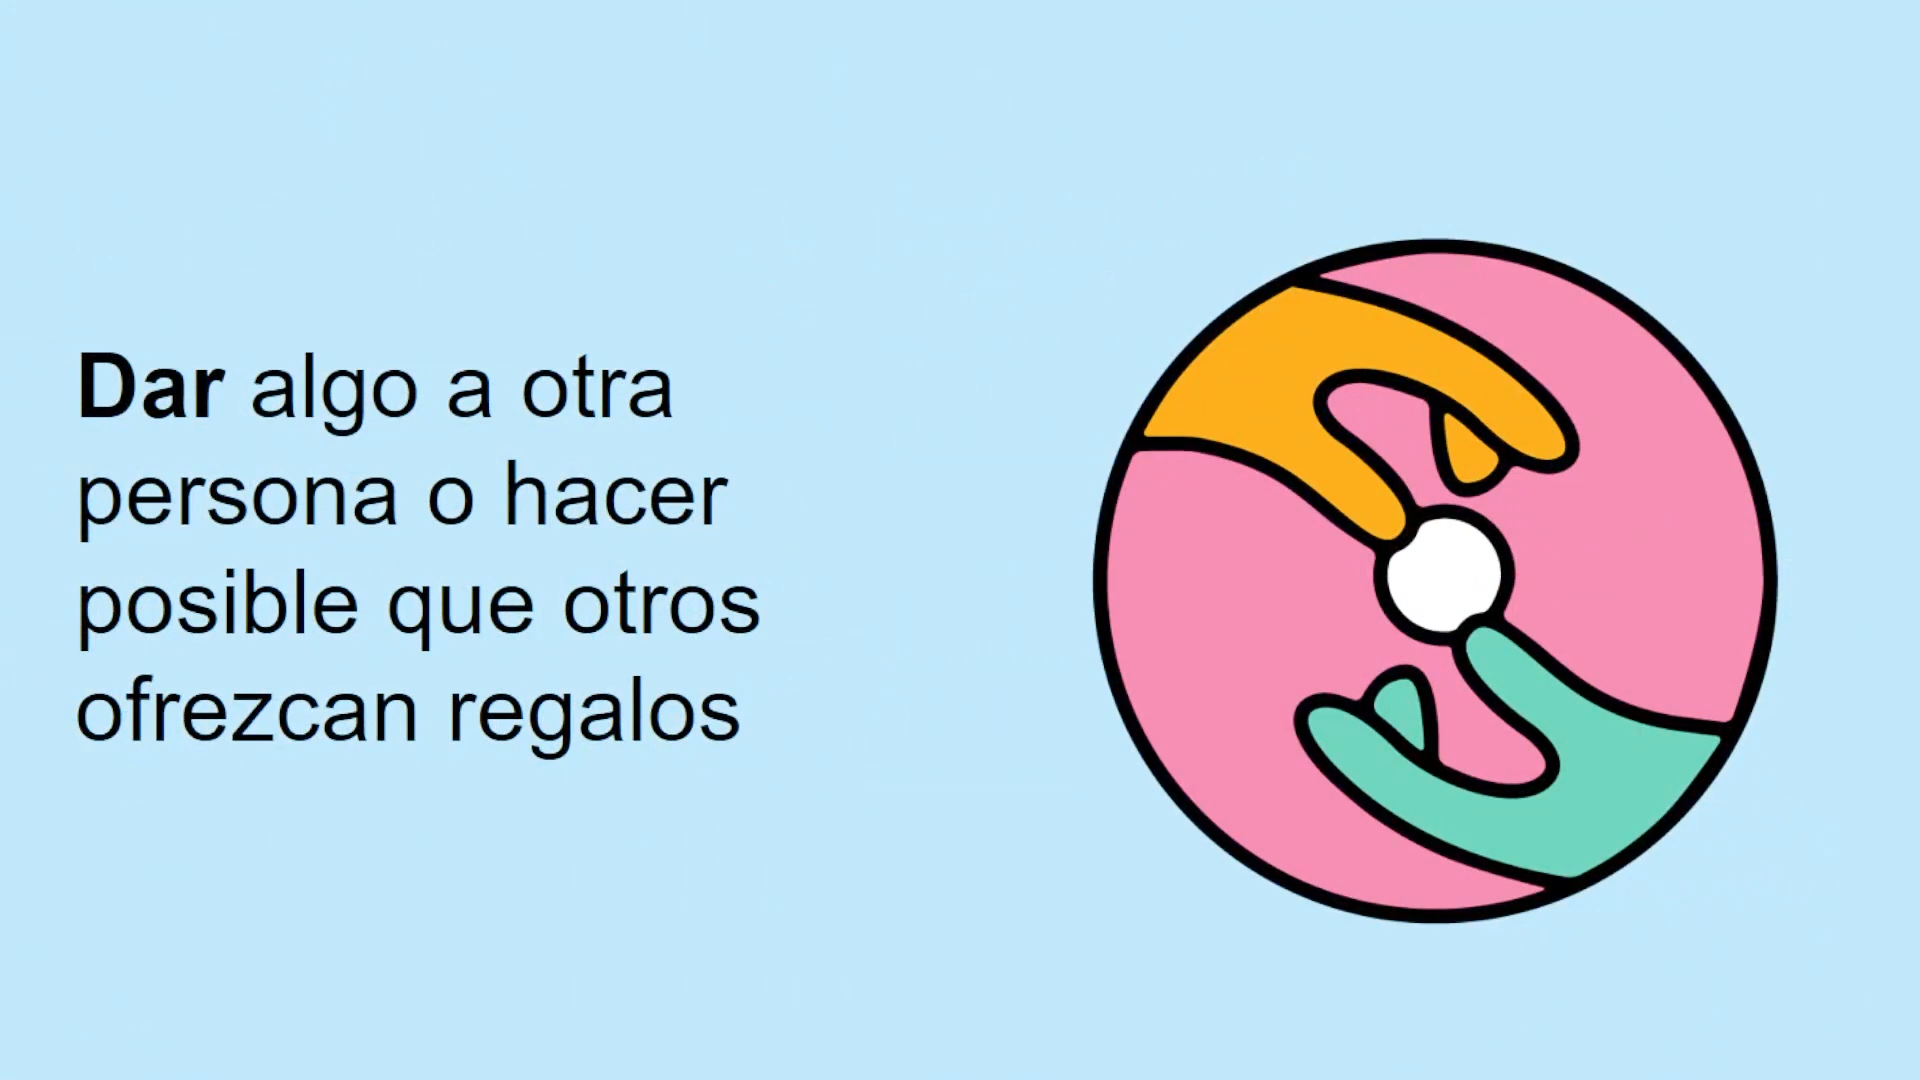 Dar algo a otra
persona o hacer
posible que otros
ofrezcan regalos